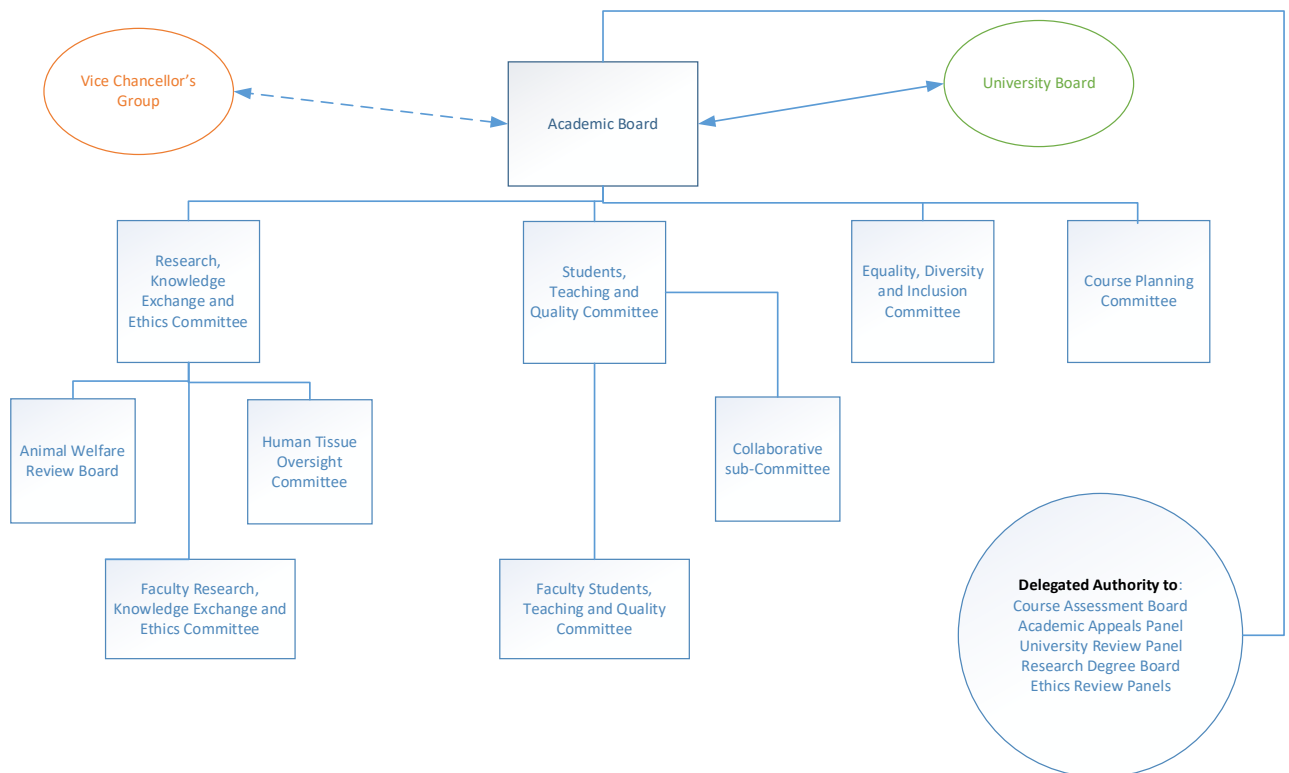 Vice Chancellor's
Group
Academic Board
University Board
Research,
Knowledge
Exchange and
Ethics Committee
Students,
Teaching and
Quality Committee
Equality, Diversity
and Inclusion
Committee
Course Planning
Committee
Animal Welfare
Review Board
Human Tissue
Oversight
Committee
Collaborative
sub-Committee
Faculty Research,
Knowledge Exchange and
Ethics Committee
Faculty Students,
Teaching and Quality
Committee
Delegated Authority to:
Course Assessment Board
Academic Appeals Panel
University Review Panel
Research Degree Board
Ethics Review Panels